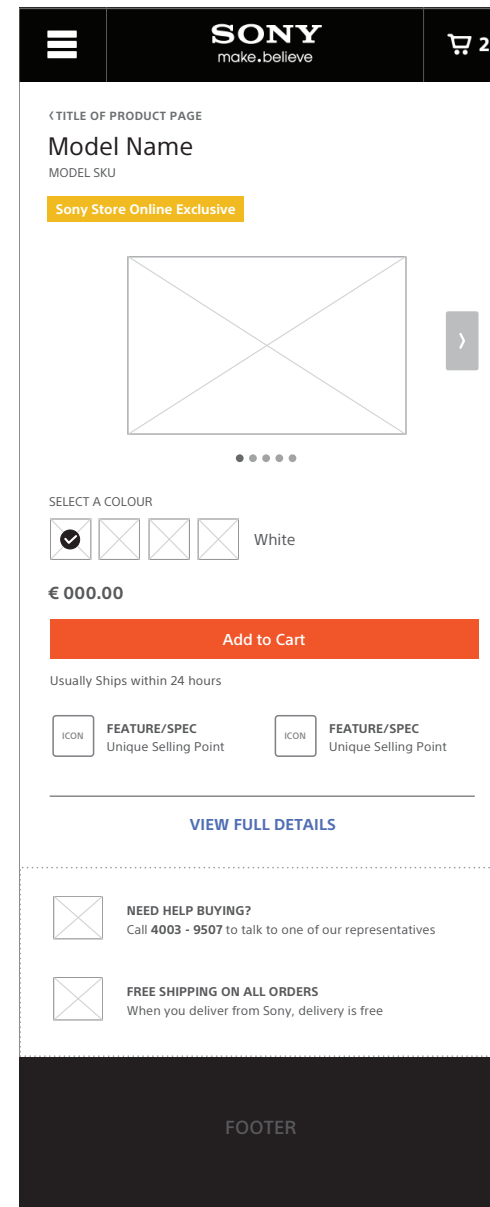 SONY
make.believe
2
‹TITLE OF PRODUCT PAGE
Model Name
MODEL SKU
Sony Store Online Exclusive
SELECT A COLOUR
White
€ 000.00
Add to Cart
Usually Ships within 24 hours
ICON
FEATURE/SPEC
Unique Selling Point
ICON
FEATURE/SPEC
Unique Selling Point
VIEW FULL DETAILS
NEED HELP BUYING?
Call 4003 - 9507 to talk to one of our representatives
FREE SHIPPING ON ALL ORDERS
When you deliver from Sony, delivery is free
FOOTER